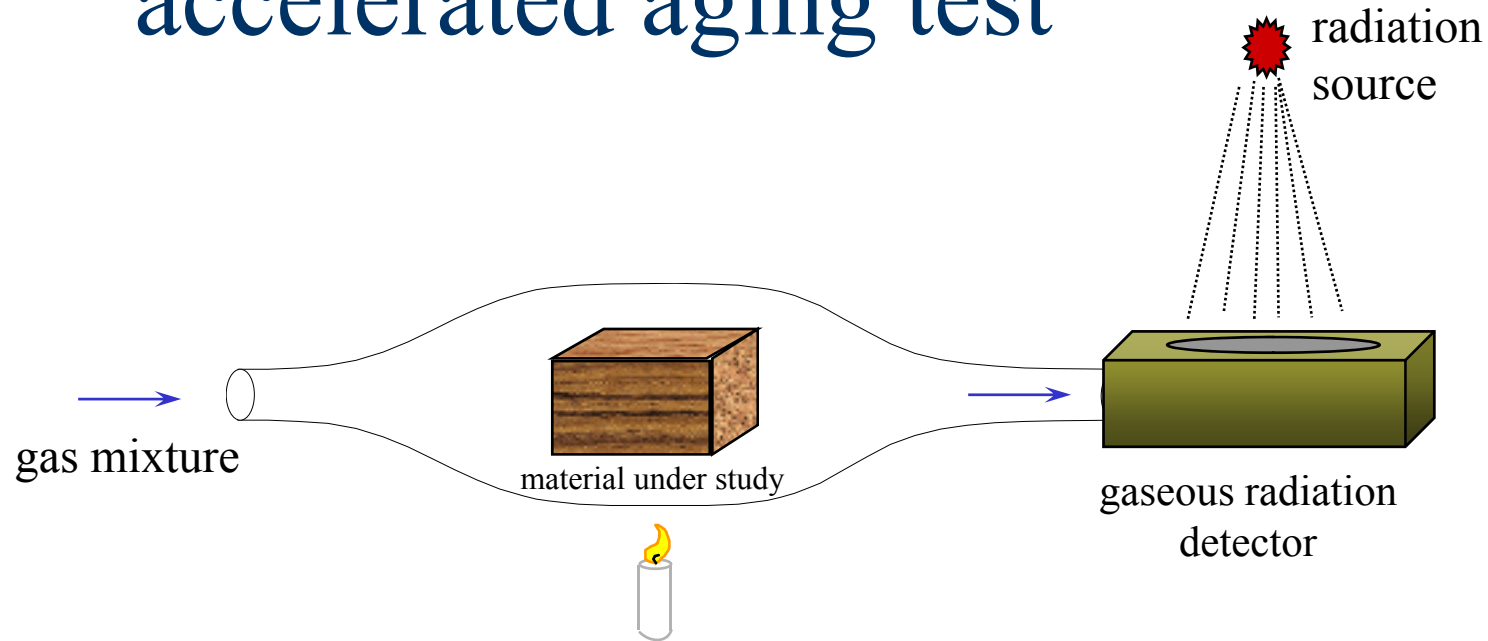 accelerated aging test
radiation
source
gas mixture
material under study
gaseous radiation
detector